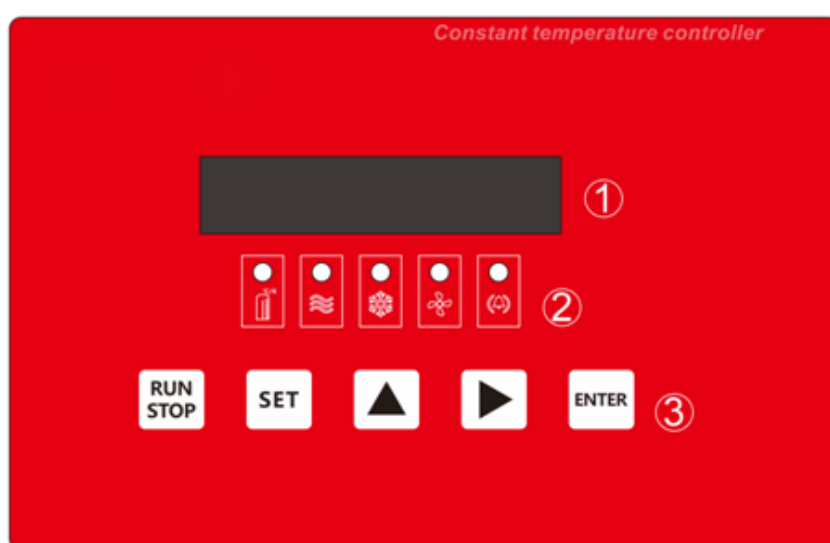 Constant temperature controller
①
②
RUN STOP SET ▲ ▶ ENTER ③